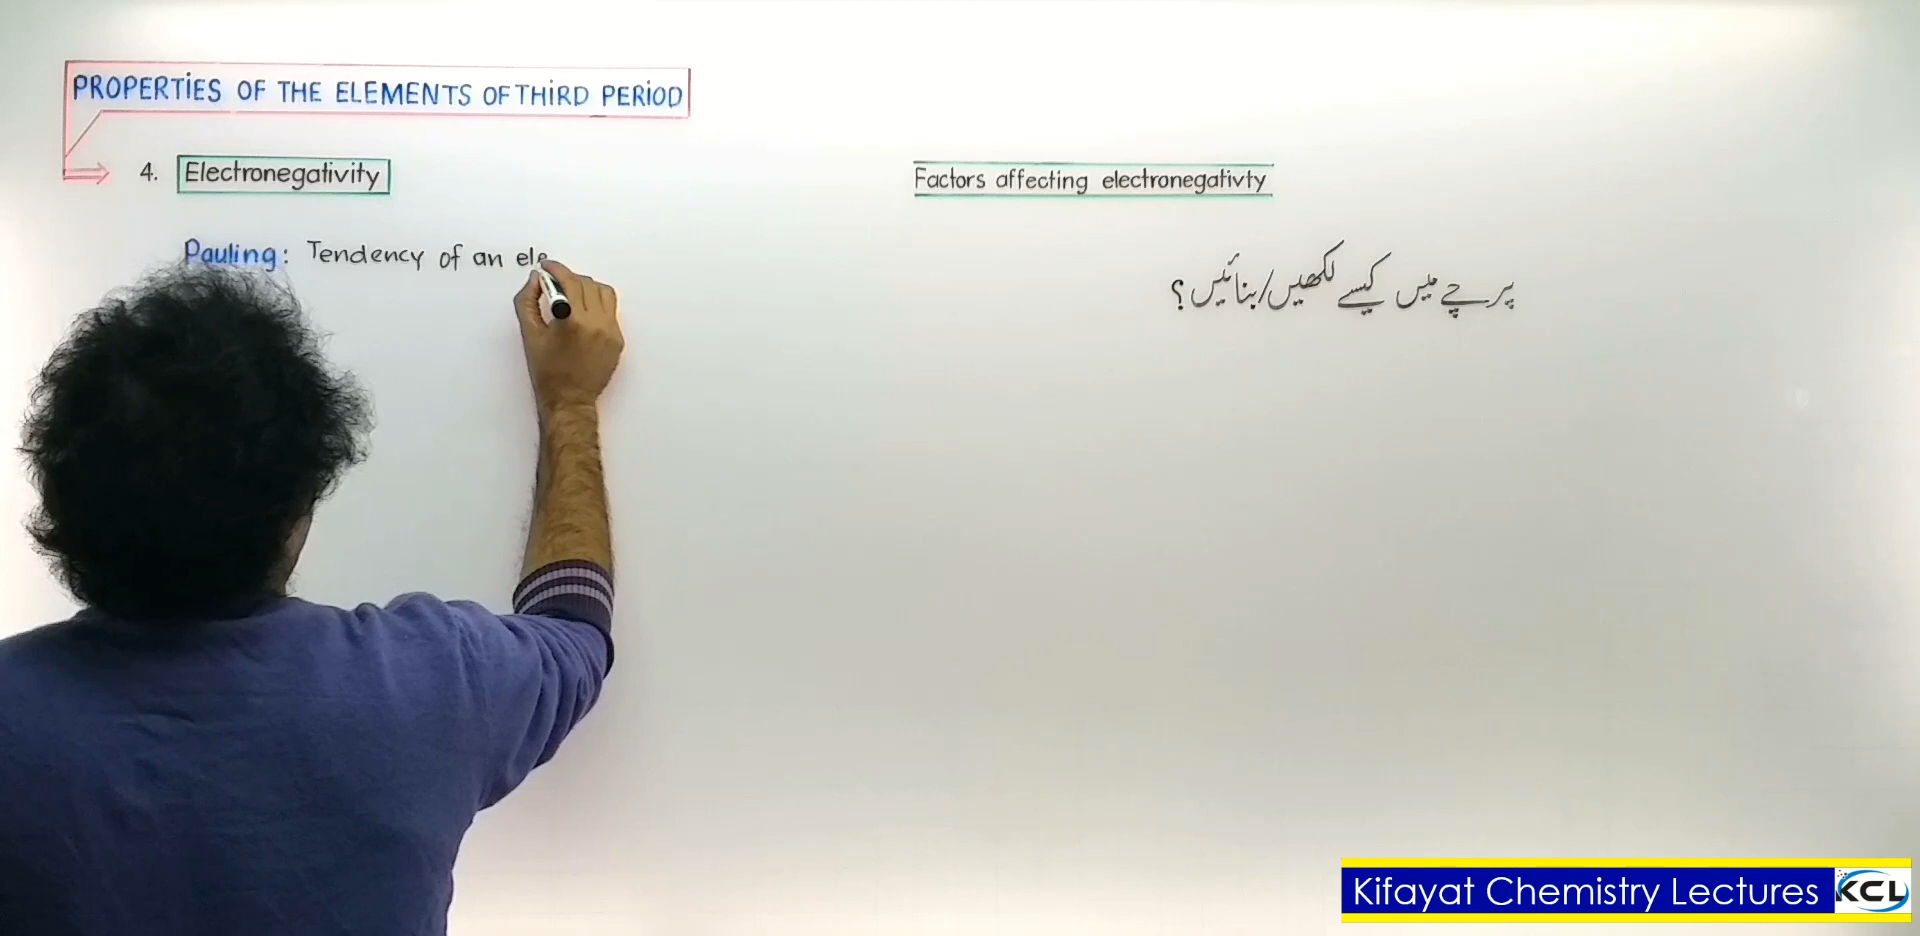 PROPERTIES OF THE ELEMENTS OF THIRD PERIOD
4. Electronegativity
Pauling: Tendency of an ele
Factors affecting electronegativty
پرچے میں کیسے لکھیں/بنائیں؟
Kifayat Chemistry Lectures KCL